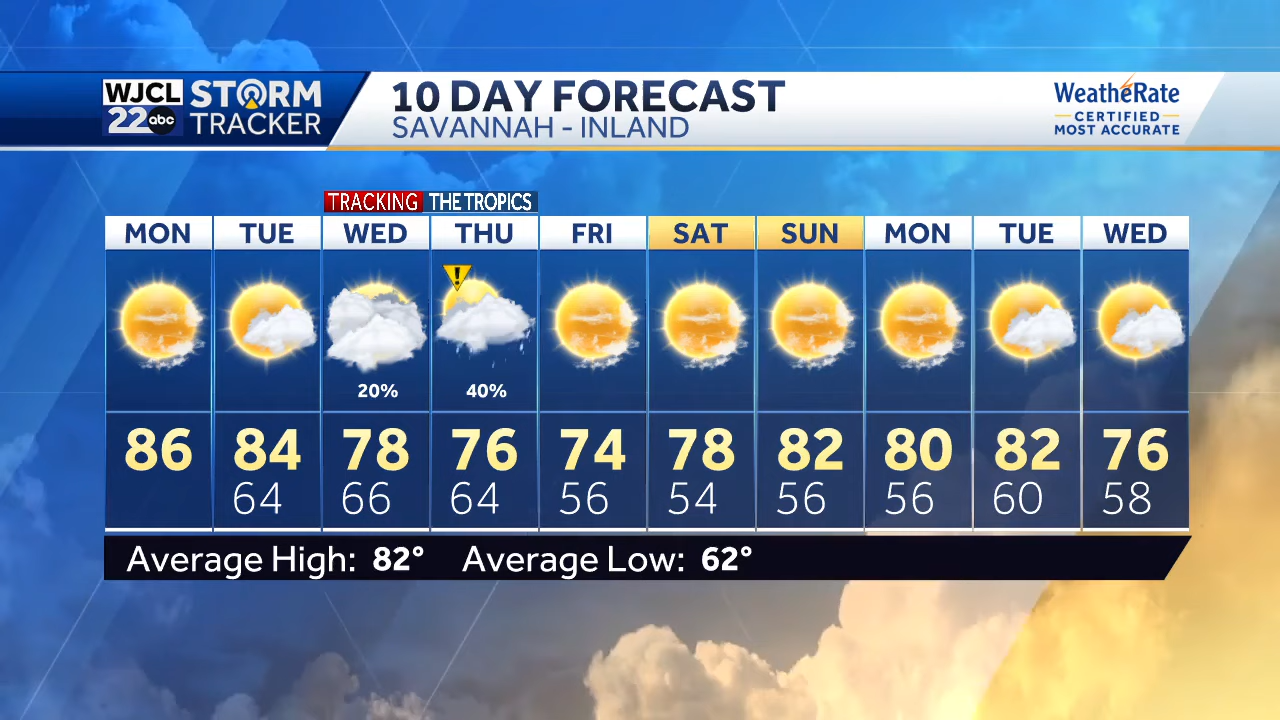 WJCL
22 abc
STORM
TRACKER
10 DAY FORECAST
SAVANNAH - INLAND
WeatheRate
CERTIFIED
MOST ACCURATE
TRACKING THE TROPICS
MON TUE WED THU FRI SAT SUN MON TUE WED
!
20% 40%
86 84 78 76 74 78 82 80 82 76
64 66 64 56 54 56 56 60 58
Average High: 82° Average Low: 62°